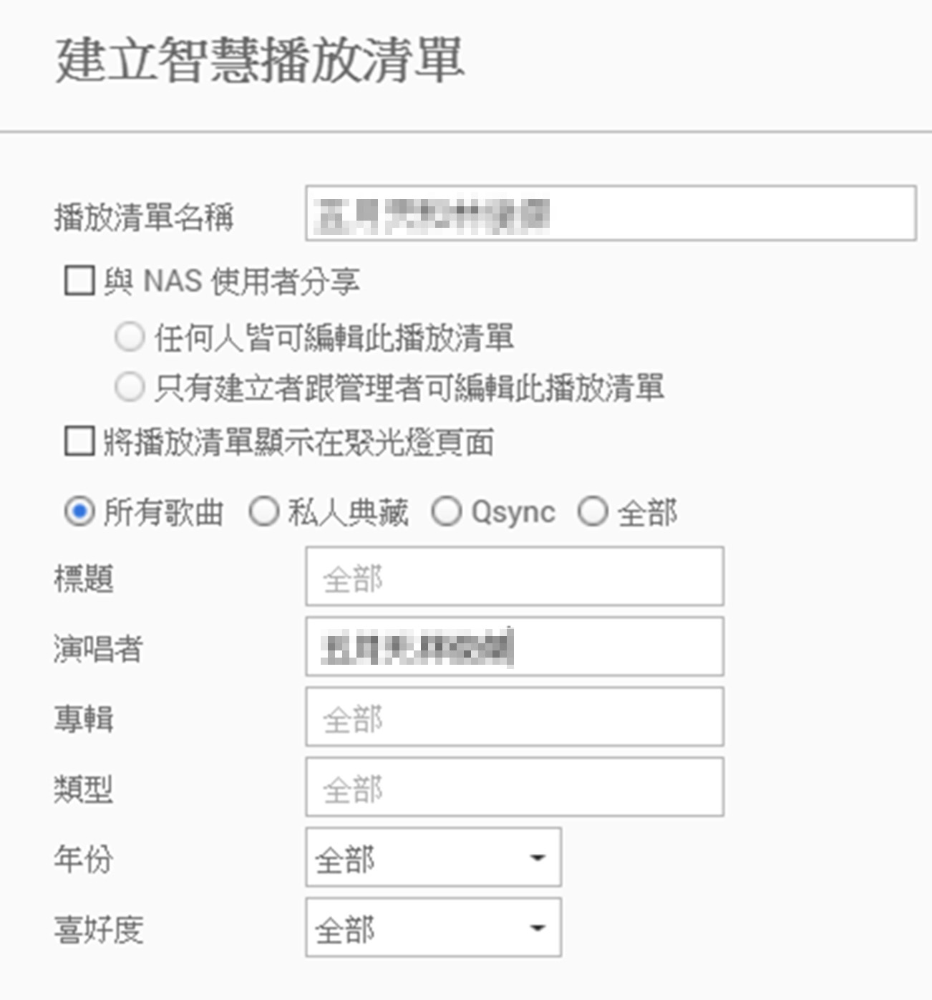 建立智慧播放清單
播放清單名稱
與 NAS 使用者分享
任何人皆可編輯此播放清單
只有建立者跟管理者可編輯此播放清單
將播放清單顯示在聚光燈頁面
所有歌曲 私人典藏 Qsync 全部
標題 全部
演唱者
專輯 全部
類型 全部
年份 全部
喜好度 全部